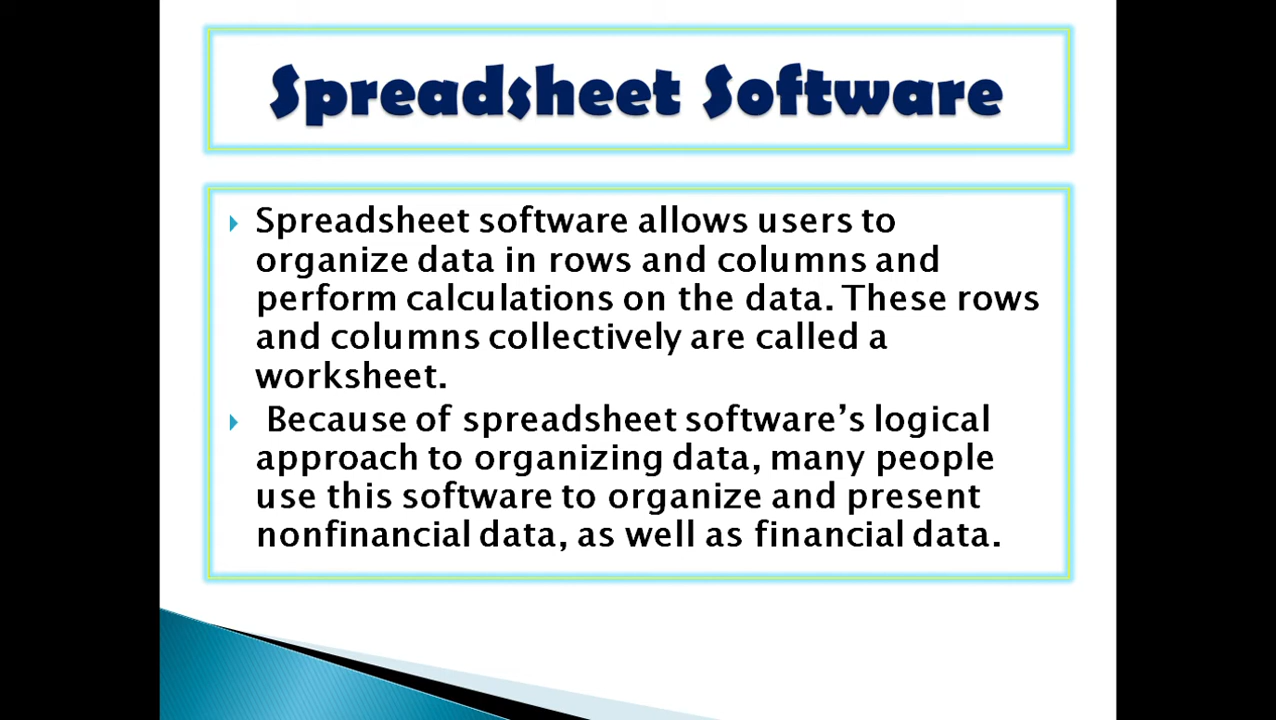 Spreadsheet Software
Spreadsheet software allows users to
organize data in rows and columns and
perform calculations on the data. These rows
and columns collectively are called a
worksheet.
Because of spreadsheet software’s logical
approach to organizing data, many people
use this software to organize and present
nonfinancial data, as well as financial data.